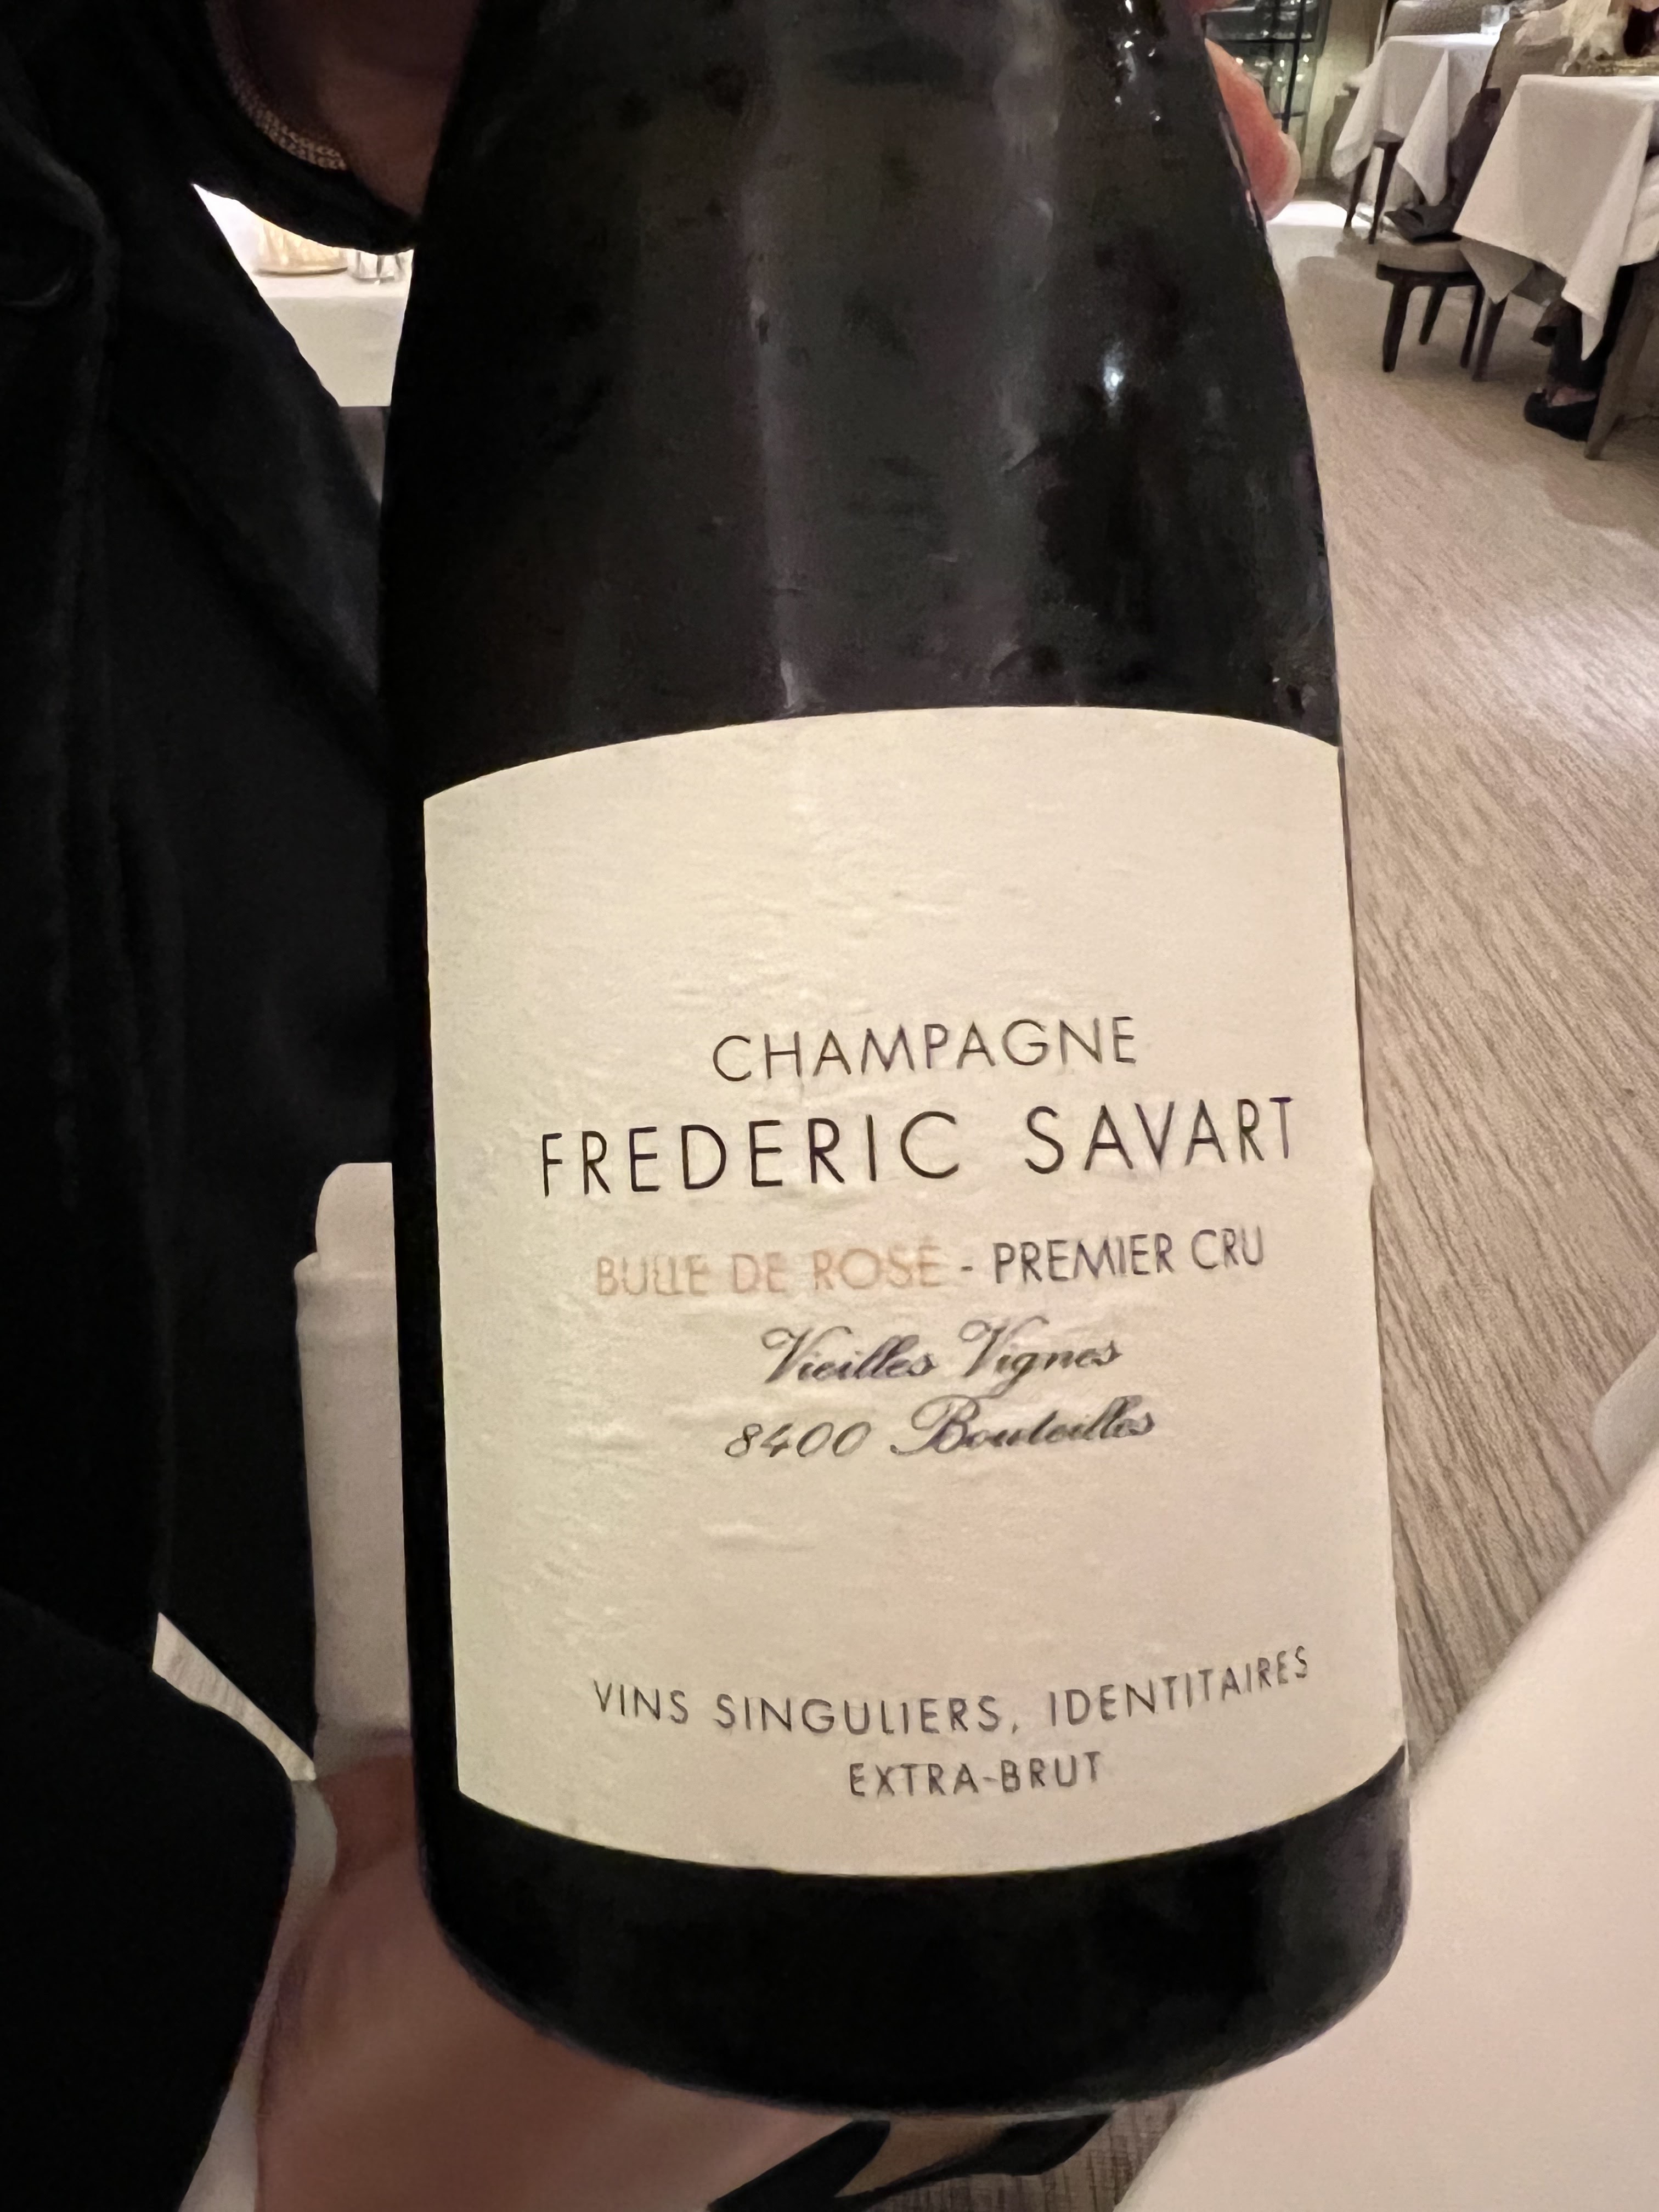 CHAMPAGNE
FREDERIC SAVART
BULLE DE ROSÉ - PREMIER CRU
Vieilles Vignes
8400 Bouteilles
VINS SINGULIERS, IDENTITAIRES
EXTRA-BRUT